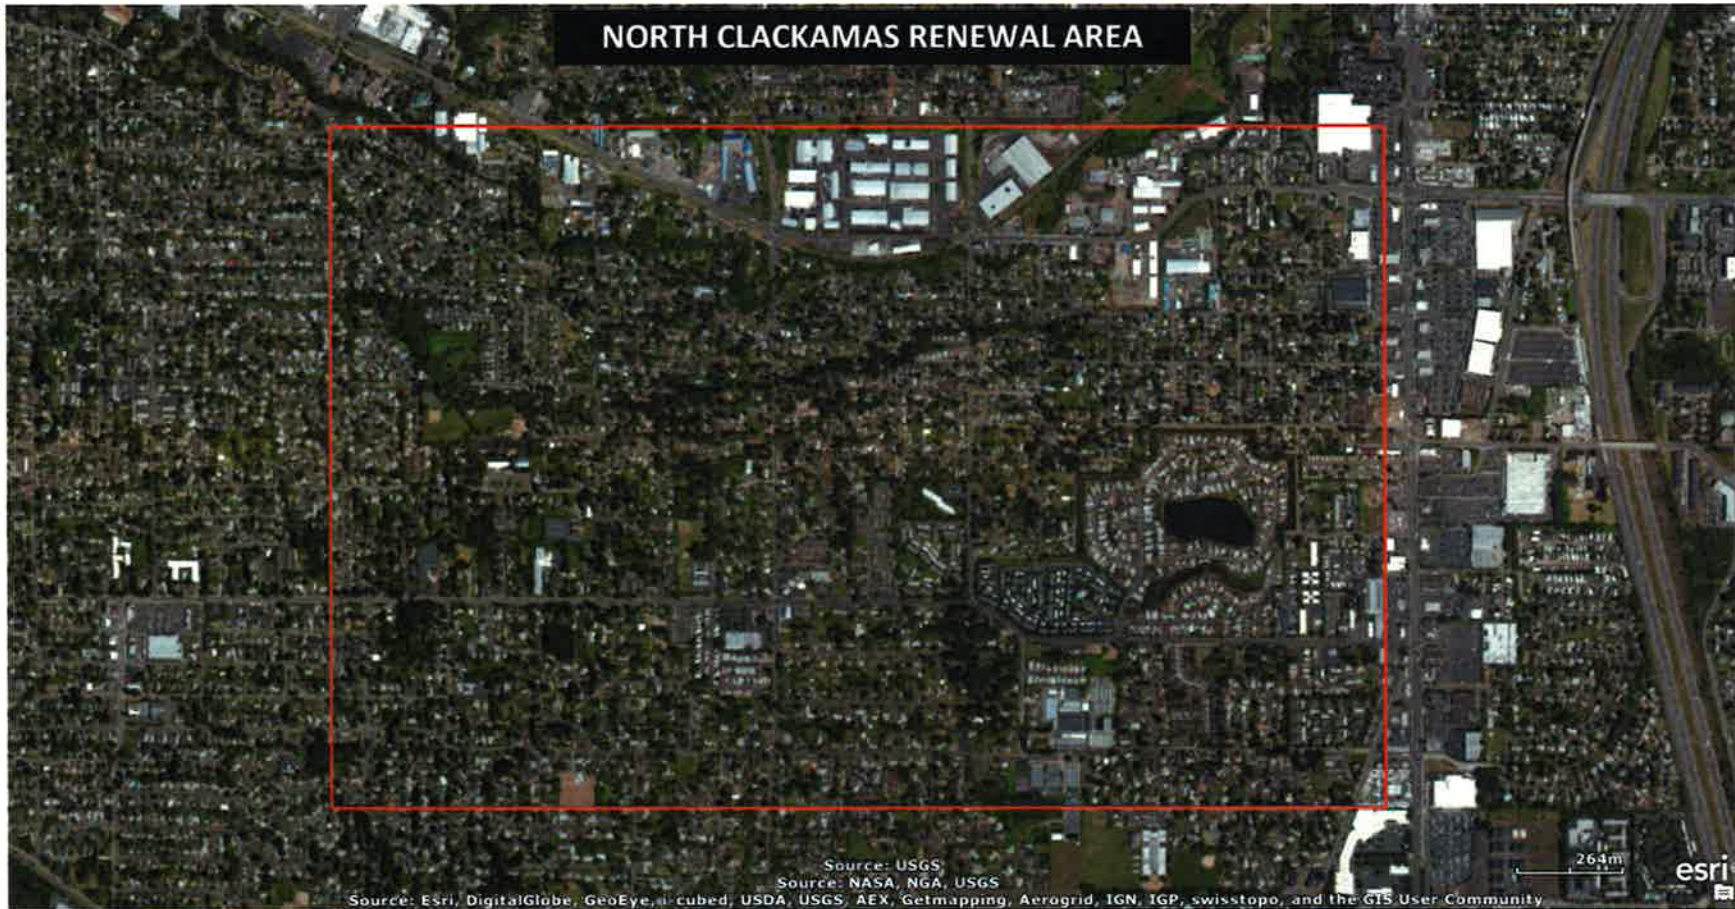 NORTH CLACKAMAS RENEWAL AREA
264m
esri
Source: USGS
Source: NASA, NGA, USGS
Source: Esri, DigitalGlobe, GeoEye, i-cubed, USDA, USGS, AEX, Getmapping, Aerogrid, IGN, IGP, swisstopo, and the GIS User Community